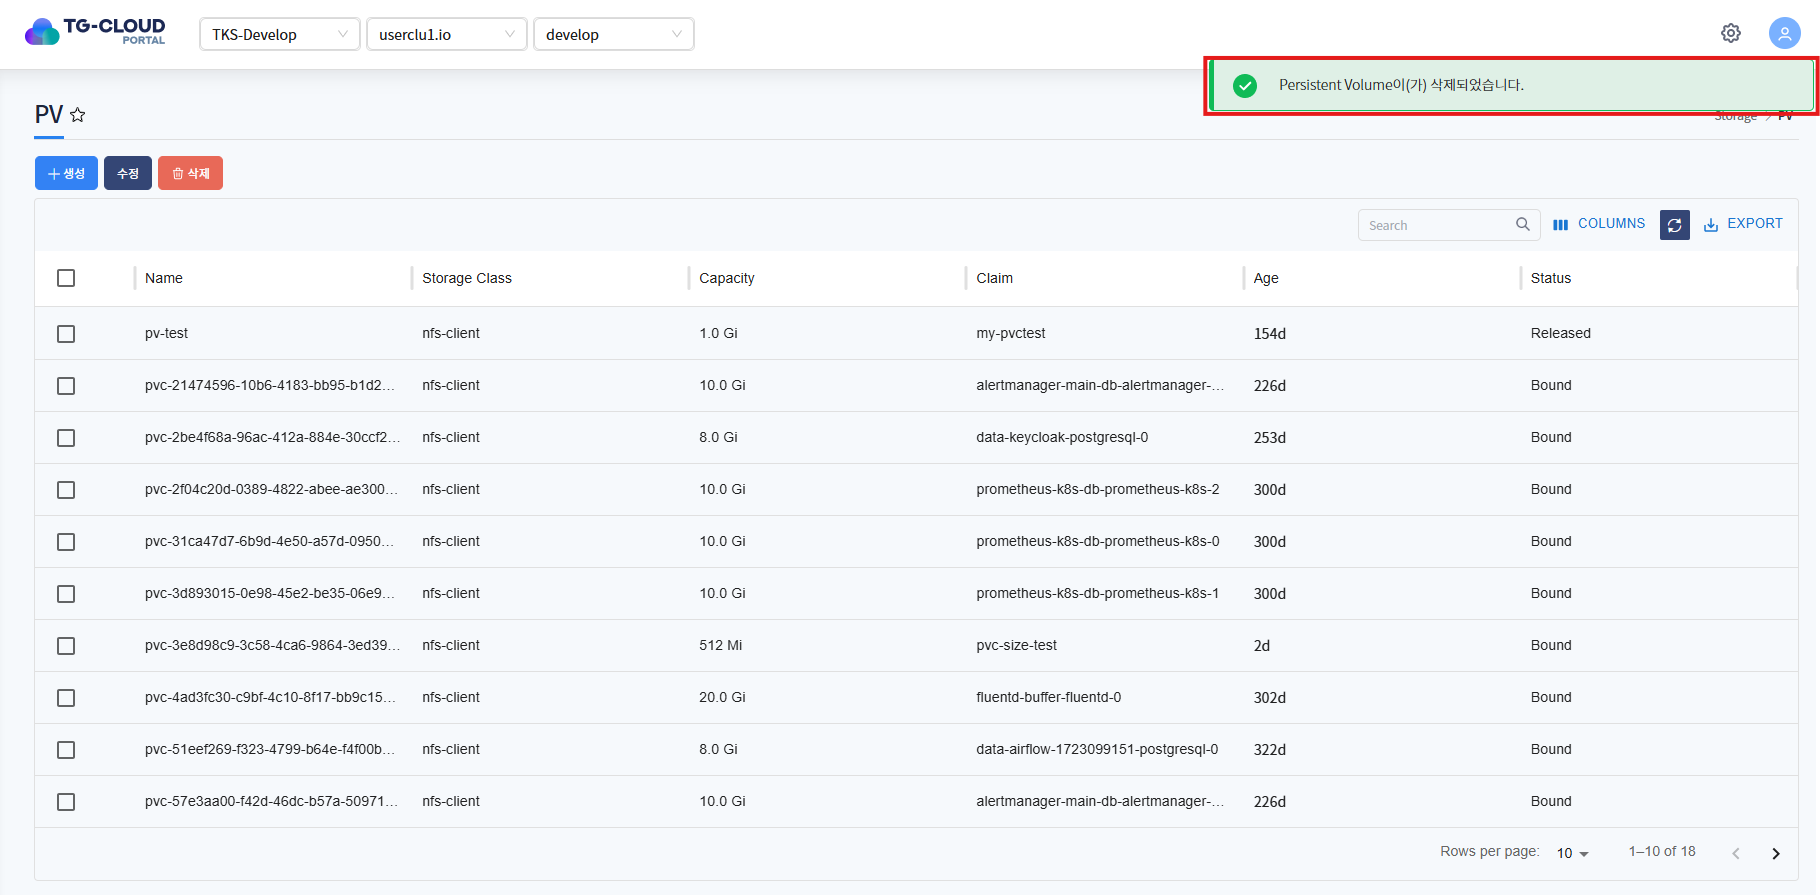 TG-CLOUD
PORTAL
TKS-Develop
userclu1.io
develop
Persistent Volume이(가) 삭제되었습니다.
PV
Storage > PV
생성 수정 삭제
Search COLUMNS EXPORT
Name Storage Class Capacity Claim Age Status
pv-test nfs-client 1.0 Gi my-pvctest 154d Released
pvc-21474596-10b6-4183-bb95-b1d2... nfs-client 10.0 Gi alertmanager-main-db-alertmanager-... 226d Bound
pvc-2be4f68a-96ac-412a-884e-30ccf2... nfs-client 8.0 Gi data-keycloak-postgresql-0 253d Bound
pvc-2f04c20d-0389-4822-abee-ae300... nfs-client 10.0 Gi prometheus-k8s-db-prometheus-k8s-2 300d Bound
pvc-31ca47d7-6b9d-4e50-a57d-0950... nfs-client 10.0 Gi prometheus-k8s-db-prometheus-k8s-0 300d Bound
pvc-3d893015-0e98-45e2-be35-06e9... nfs-client 10.0 Gi prometheus-k8s-db-prometheus-k8s-1 300d Bound
pvc-3e8d98c9-3c58-4ca6-9864-3ed39... nfs-client 512 Mi pvc-size-test 2d Bound
pvc-4ad3fc30-c9bf-4c10-8f17-bb9c15... nfs-client 20.0 Gi fluentd-buffer-fluentd-0 302d Bound
pvc-51eef269-f323-4799-b64e-f4f00b... nfs-client 8.0 Gi data-airflow-1723099151-postgresql-0 322d Bound
pvc-57e3aa00-f42d-46dc-b57a-50971... nfs-client 10.0 Gi alertmanager-main-db-alertmanager-... 226d Bound
Rows per page: 10 1–10 of 18